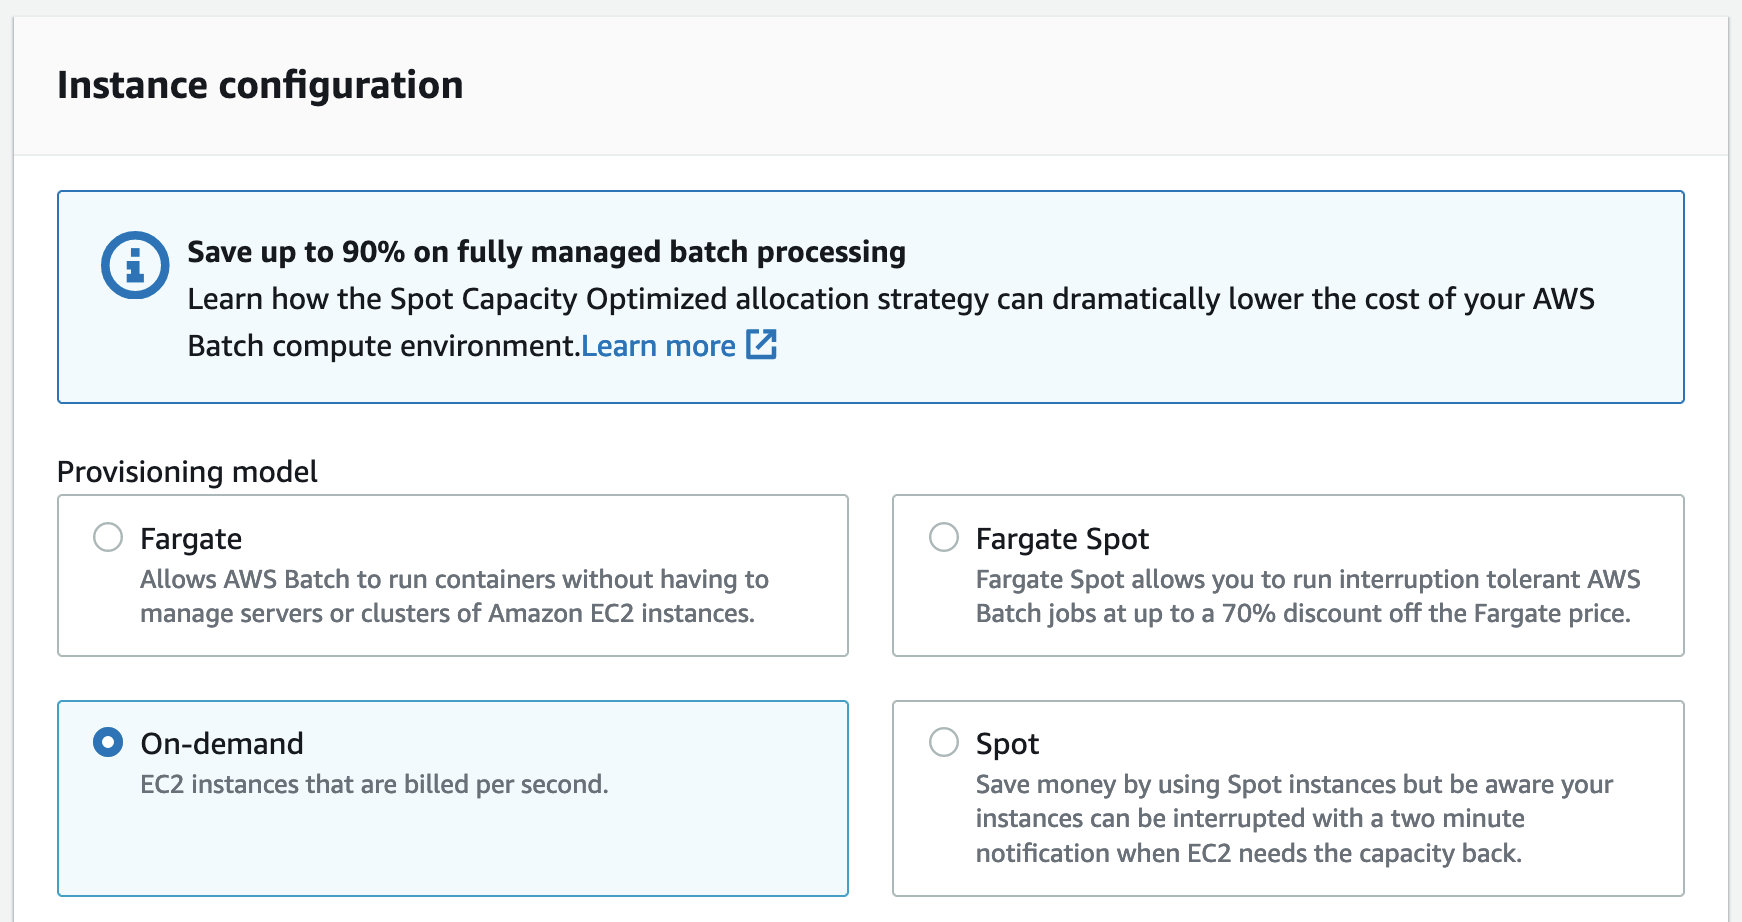 Instance configuration
Save up to 90% on fully managed batch processing
Learn how the Spot Capacity Optimized allocation strategy can dramatically lower the cost of your AWS
Batch compute environment.Learn more
Provisioning model
Fargate
Allows AWS Batch to run containers without having to
manage servers or clusters of Amazon EC2 instances.
Fargate Spot
Fargate Spot allows you to run interruption tolerant AWS
Batch jobs at up to a 70% discount off the Fargate price.
On-demand
EC2 instances that are billed per second.
Spot
Save money by using Spot instances but be aware your
instances can be interrupted with a two minute
notification when EC2 needs the capacity back.